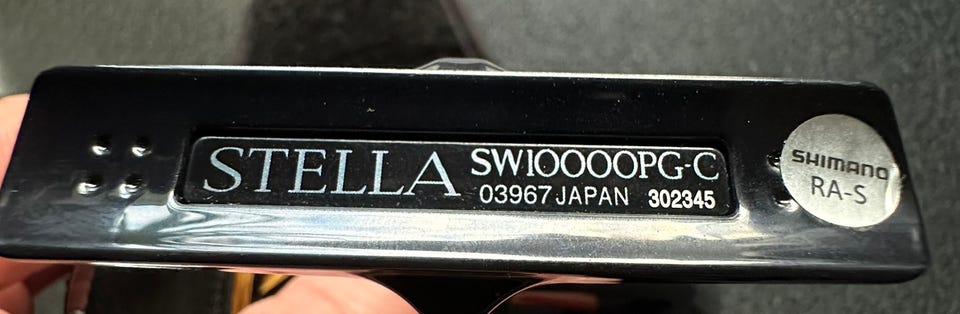 STELLA SW10000PG-C
03967 JAPAN 302345
SHIMANO
RA-S